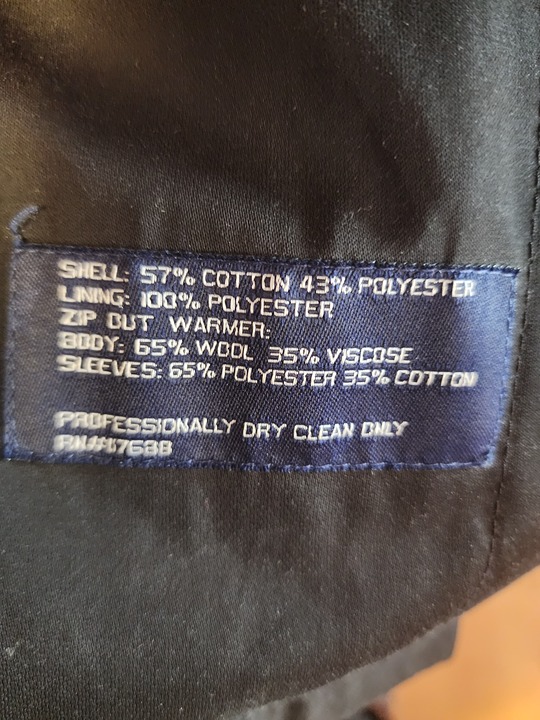 SHELL: 57% COTTON 43% POLYESTER
LINING: 100% POLYESTER
ZIP OUT WARMER:
BODY: 65% WOOL 35% VISCOSE
SLEEVES: 65% POLYESTER 35% COTTON
PROFESSIONALLY DRY CLEAN ONLY